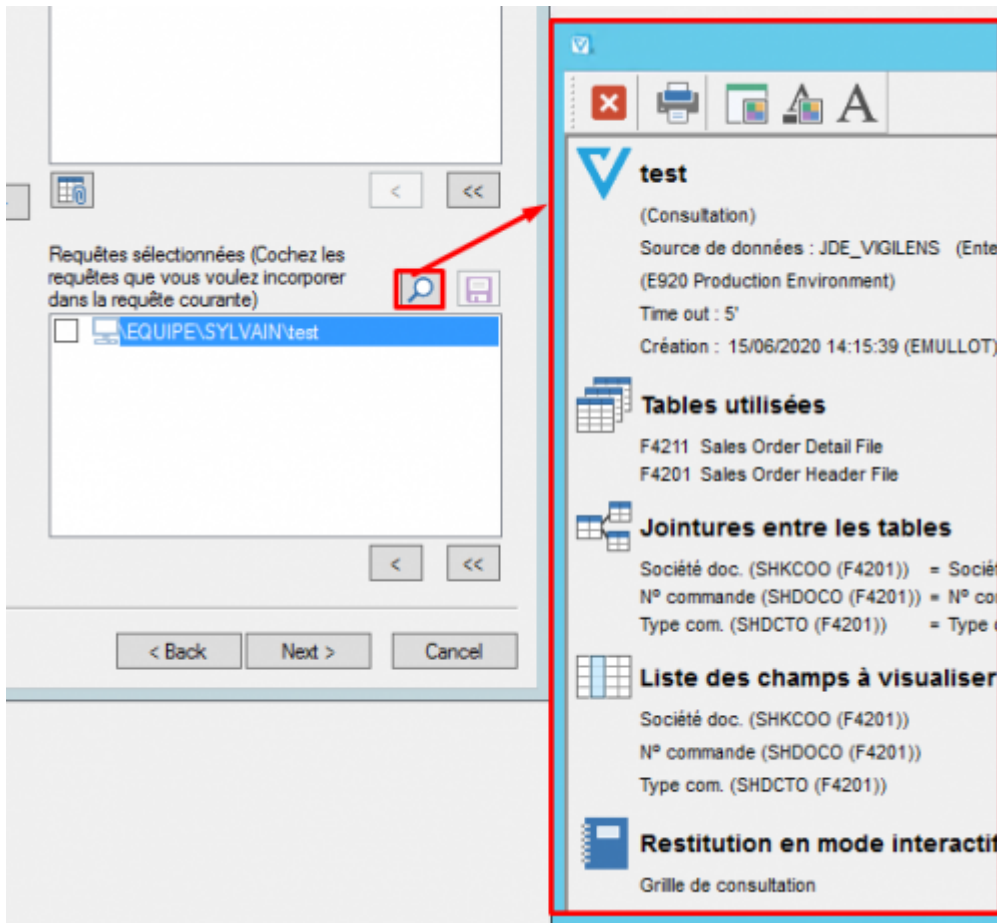 <
<<
Requêtes sélectionnées (Cochez les
requêtes que vous voulez incorporer
dans la requête courante)
\EQUIPE\SYLVAIN\test
<
<<
< Back
Next >
Cancel
test
(Consultation)
Source de données : JDE_VIGILENS (Ente
(E920 Production Environment)
Time out : 5'
Création : 15/06/2020 14:15:39 (EMULLOT)
Tables utilisées
F4211 Sales Order Detail File
F4201 Sales Order Header File
Jointures entre les tables
Société doc. (SHKCOO (F4201)) = Socié
N° commande (SHDOCO (F4201)) = N° co
Type com. (SHDCTO (F4201)) = Type
Liste des champs à visualiser
Société doc. (SHKCOO (F4201))
N° commande (SHDOCO (F4201))
Type com. (SHDCTO (F4201))
Restitution en mode interactif
Grille de consultation